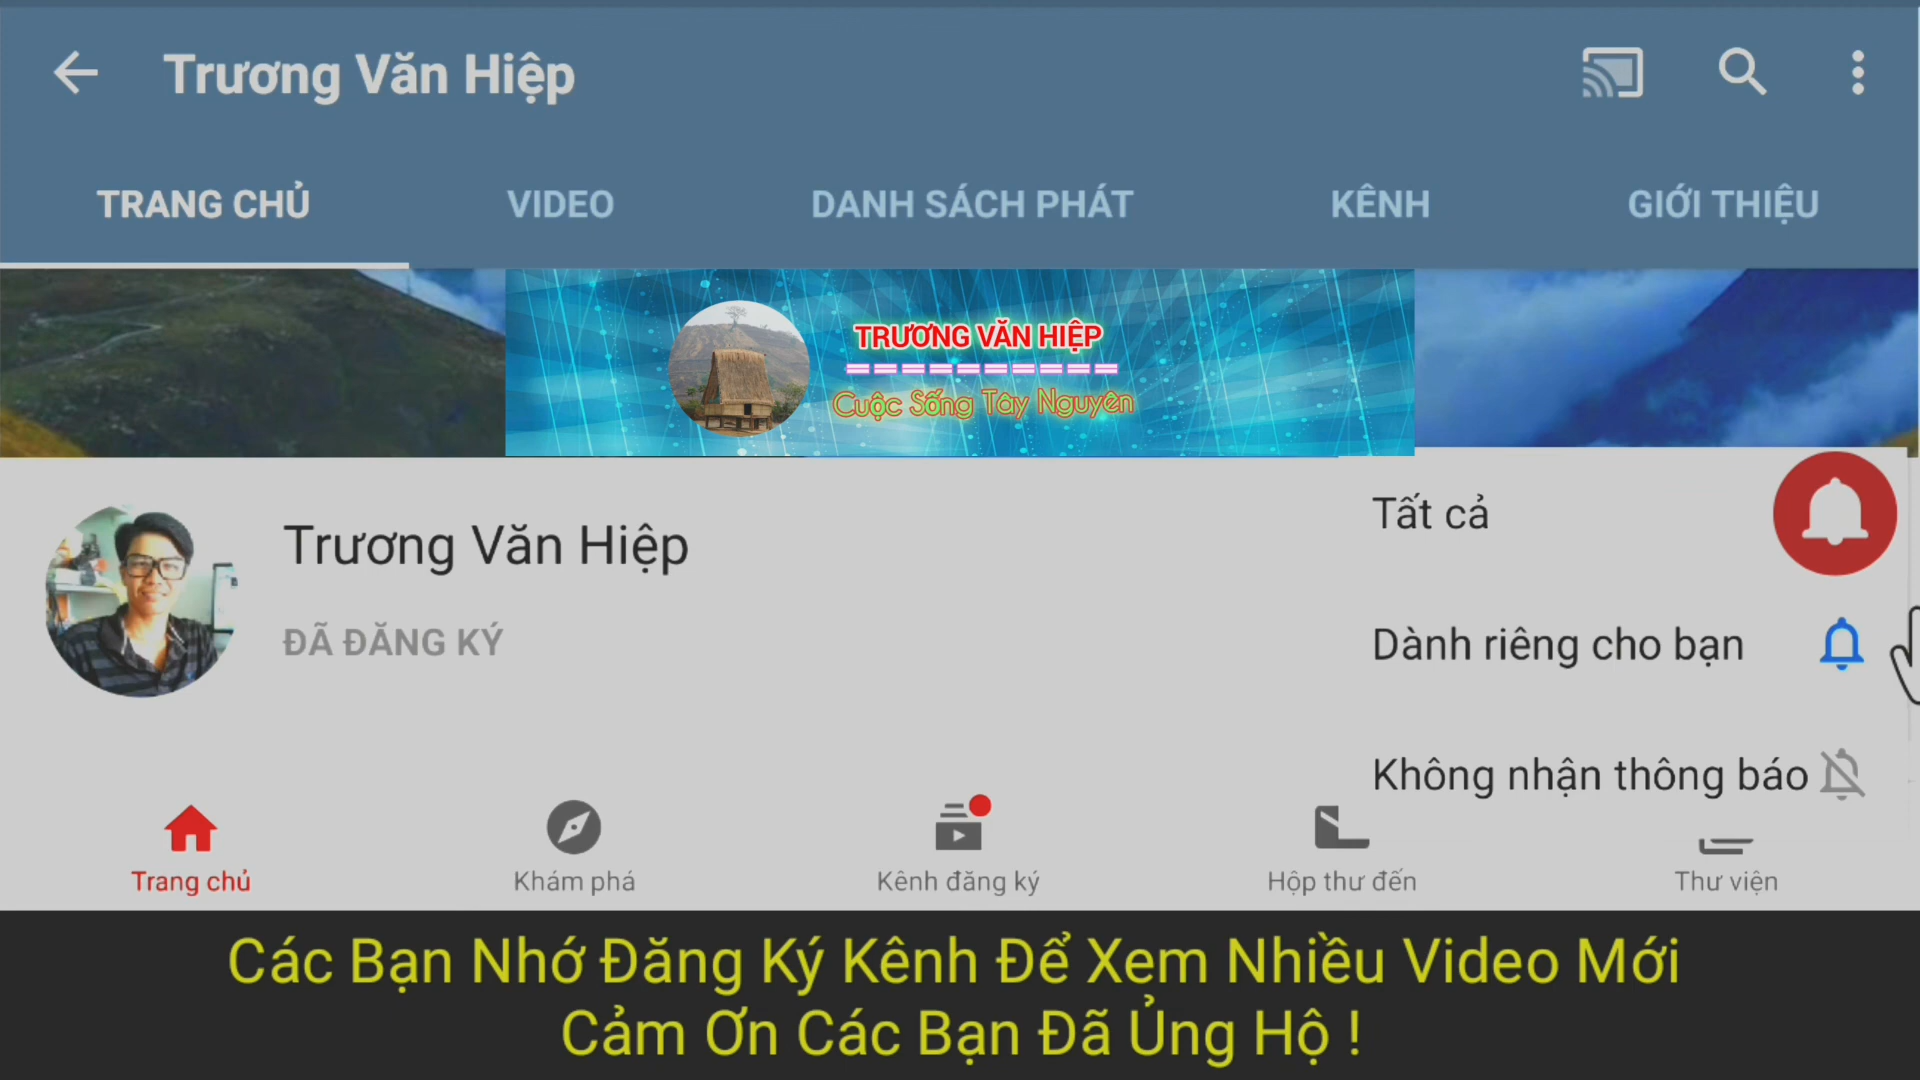 Trương Văn Hiệp
TRANG CHỦ
VIDEO
DANH SÁCH PHÁT
KÊNH
GIỚI THIỆU
TRƯƠNG VĂN HIỆP
Cuộc Sống Tây Nguyên
Trương Văn Hiệp
ĐÃ ĐĂNG KÝ
Tất cả
Dành riêng cho bạn
Không nhận thông báo
Trang chủ
Khám phá
Kênh đăng ký
Hộp thư đến
Thư viện
Các Bạn Nhớ Đăng Ký Kênh Để Xem Nhiều Video Mới
Cảm Ơn Các Bạn Đã Ủng Hộ !